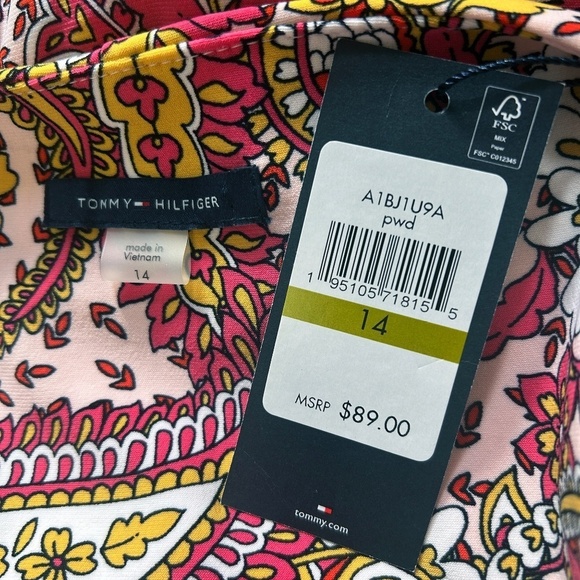 TOMMY HILFIGER
made in
Vietnam
14
FSC
MIX
Paper
FSC® C012345
A1BJ1U9A
pwd
1 95105 71815 5
14
MSRP $89.00
tommy.com